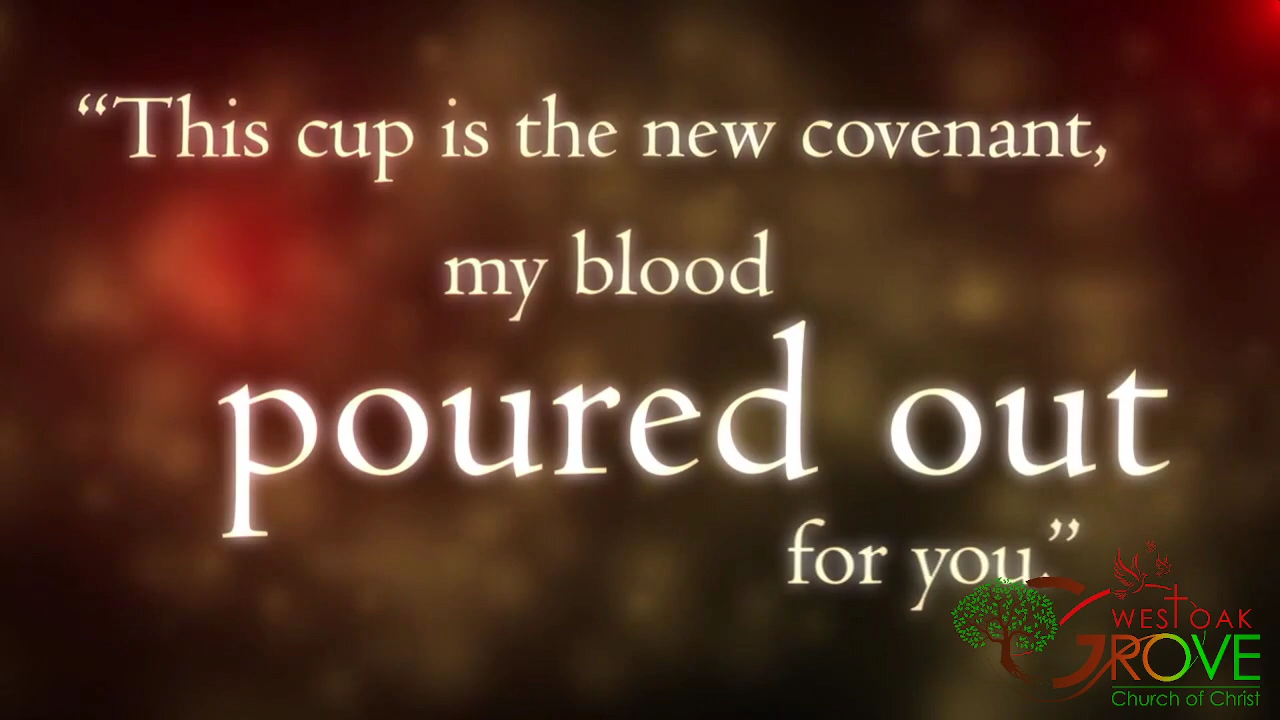 “This cup is the new covenant,
my blood
poured out
for you.”
WEST OAK
GROVE
Church of Christ